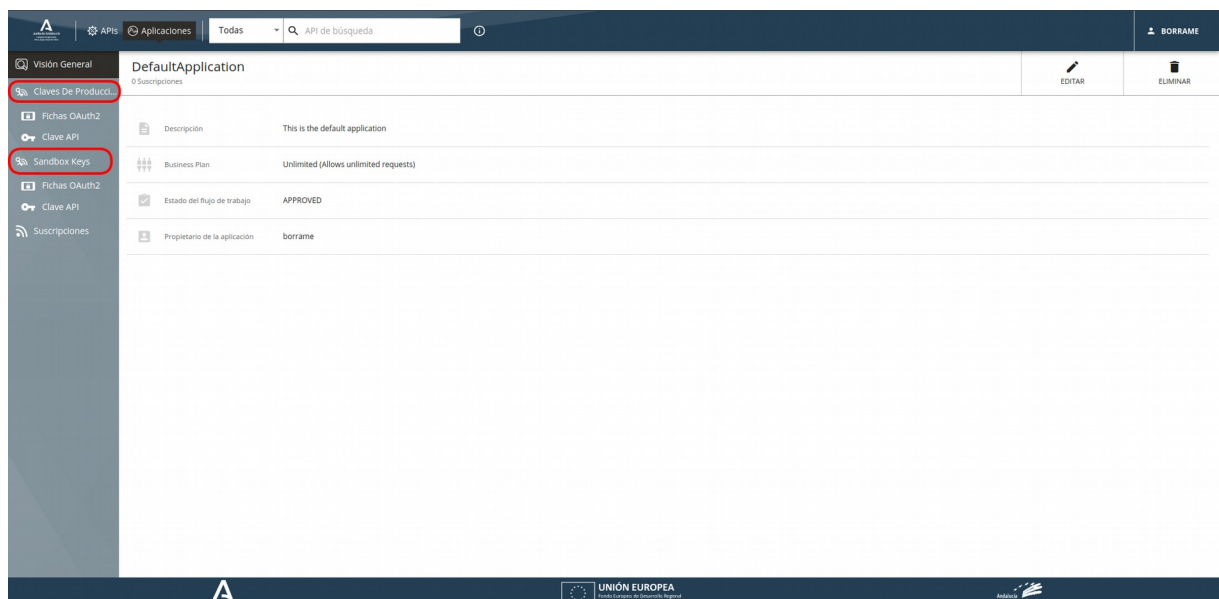 APIs
Aplicaciones
Todas
API de búsqueda
BORRAME
Visión General
DefaultApplication
0 Suscripciones
EDITAR
ELIMINAR
Claves De Producci...
Fichas OAuth2
Clave API
Sandbox Keys
Fichas OAuth2
Clave API
Suscripciones
Descripción
This is the default application
Business Plan
Unlimited (Allows unlimited requests)
Estado del flujo de trabajo
APPROVED
Propietario de la aplicación
borrame
UNIÓN EUROPEA
Fondo Europeo de Desarrollo Regional
Andalucía